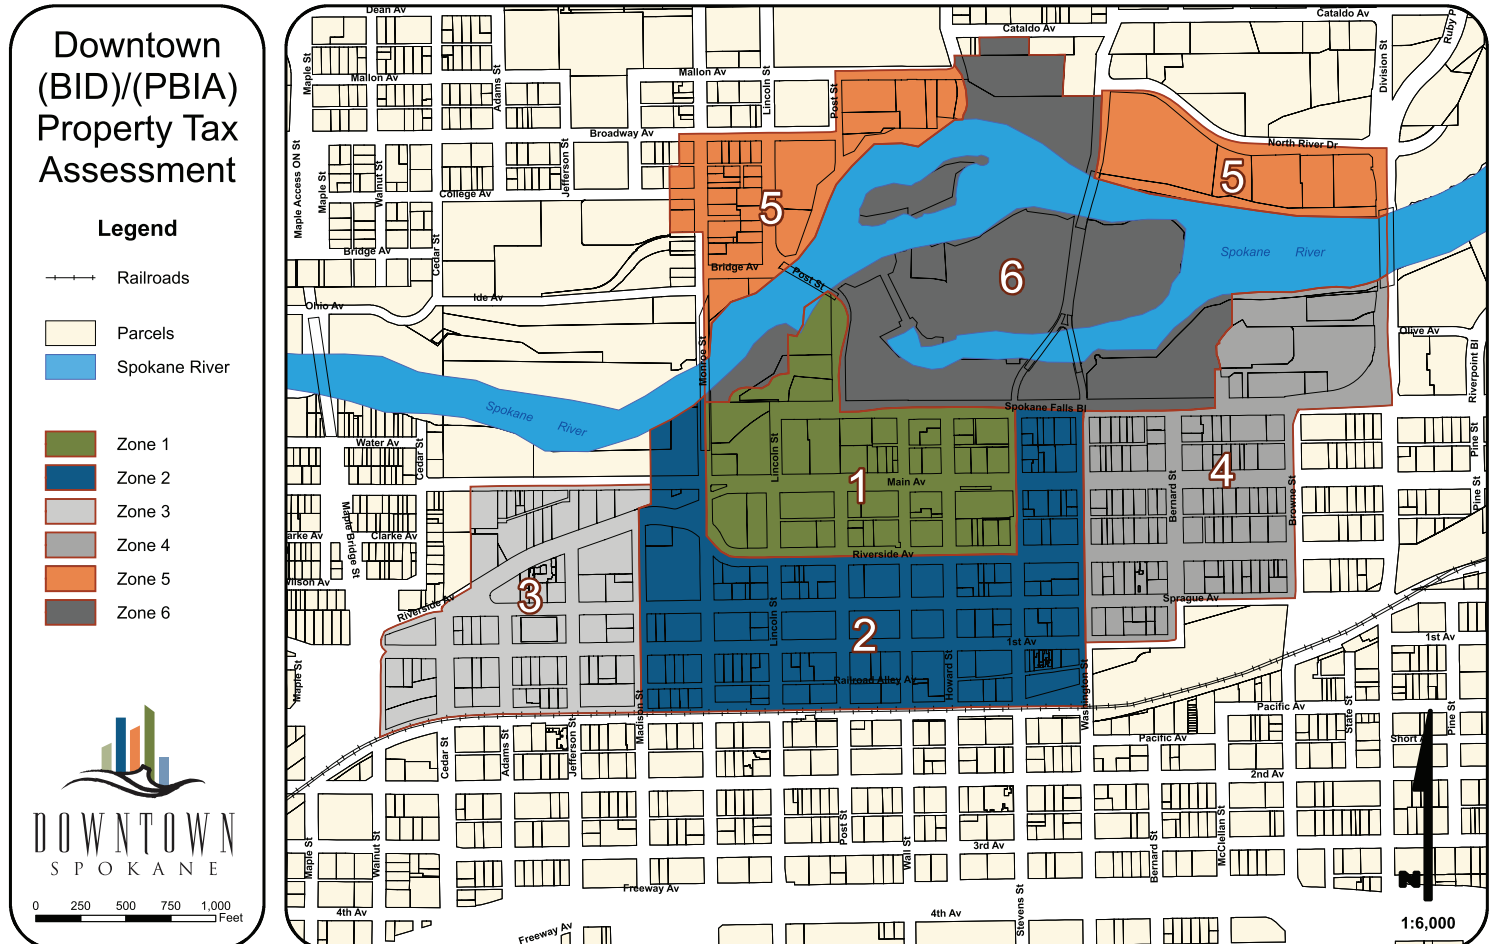 Downtown
(BID)/(PBIA)
Property Tax
Assessment
Legend
Railroads
Parcels
Spokane River
Zone 1
Zone 2
Zone 3
Zone 4
Zone 5
Zone 6
DOWNTOWN
SPOKANE
0 250 500 750 1,000
Feet
Dean Av
Cataldo Av
Cataldo Av
Ruby P
Maple St
Mallon Av
Adams St
Mallon Av
Lincoln St
Post St
Division St
Broadway Av
North River Dr
Maple Access ON St
Maple St
Walnut St
College Av
Jefferson St
5
5
Bridge Av
Cedar St
Bridge Av
Post St
6
Spokane River
Ohio Av
Ide Av
Monroe St
Olive Av
Riverpoint Bl
Spokane
River
Spokane Falls Bl
Water Av
Cedar St
Lincoln St
1
Main Av
4
Bernard St
Browne St
Pine St
Pine St
Maple Bridge St
arke Av
Clarke Av
Riverside Av
Wilson Av
3
Riverside Av
Sprague Av
Lincoln St
2
1st Av
1st Av
Maple St
Railroad Alley Av
Howard St
Madison St
Washington St
Pacific Av
State St
Pine St
Cedar St
Adams St
Jefferson St
Pacific Av
Short A
2nd Av
Maple St
Walnut St
Post St
Wall St
3rd Av
Bernard St
McClellan St
Freeway Av
N
4th Av
Freeway Av
4th Av
Stevens St
1:6,000